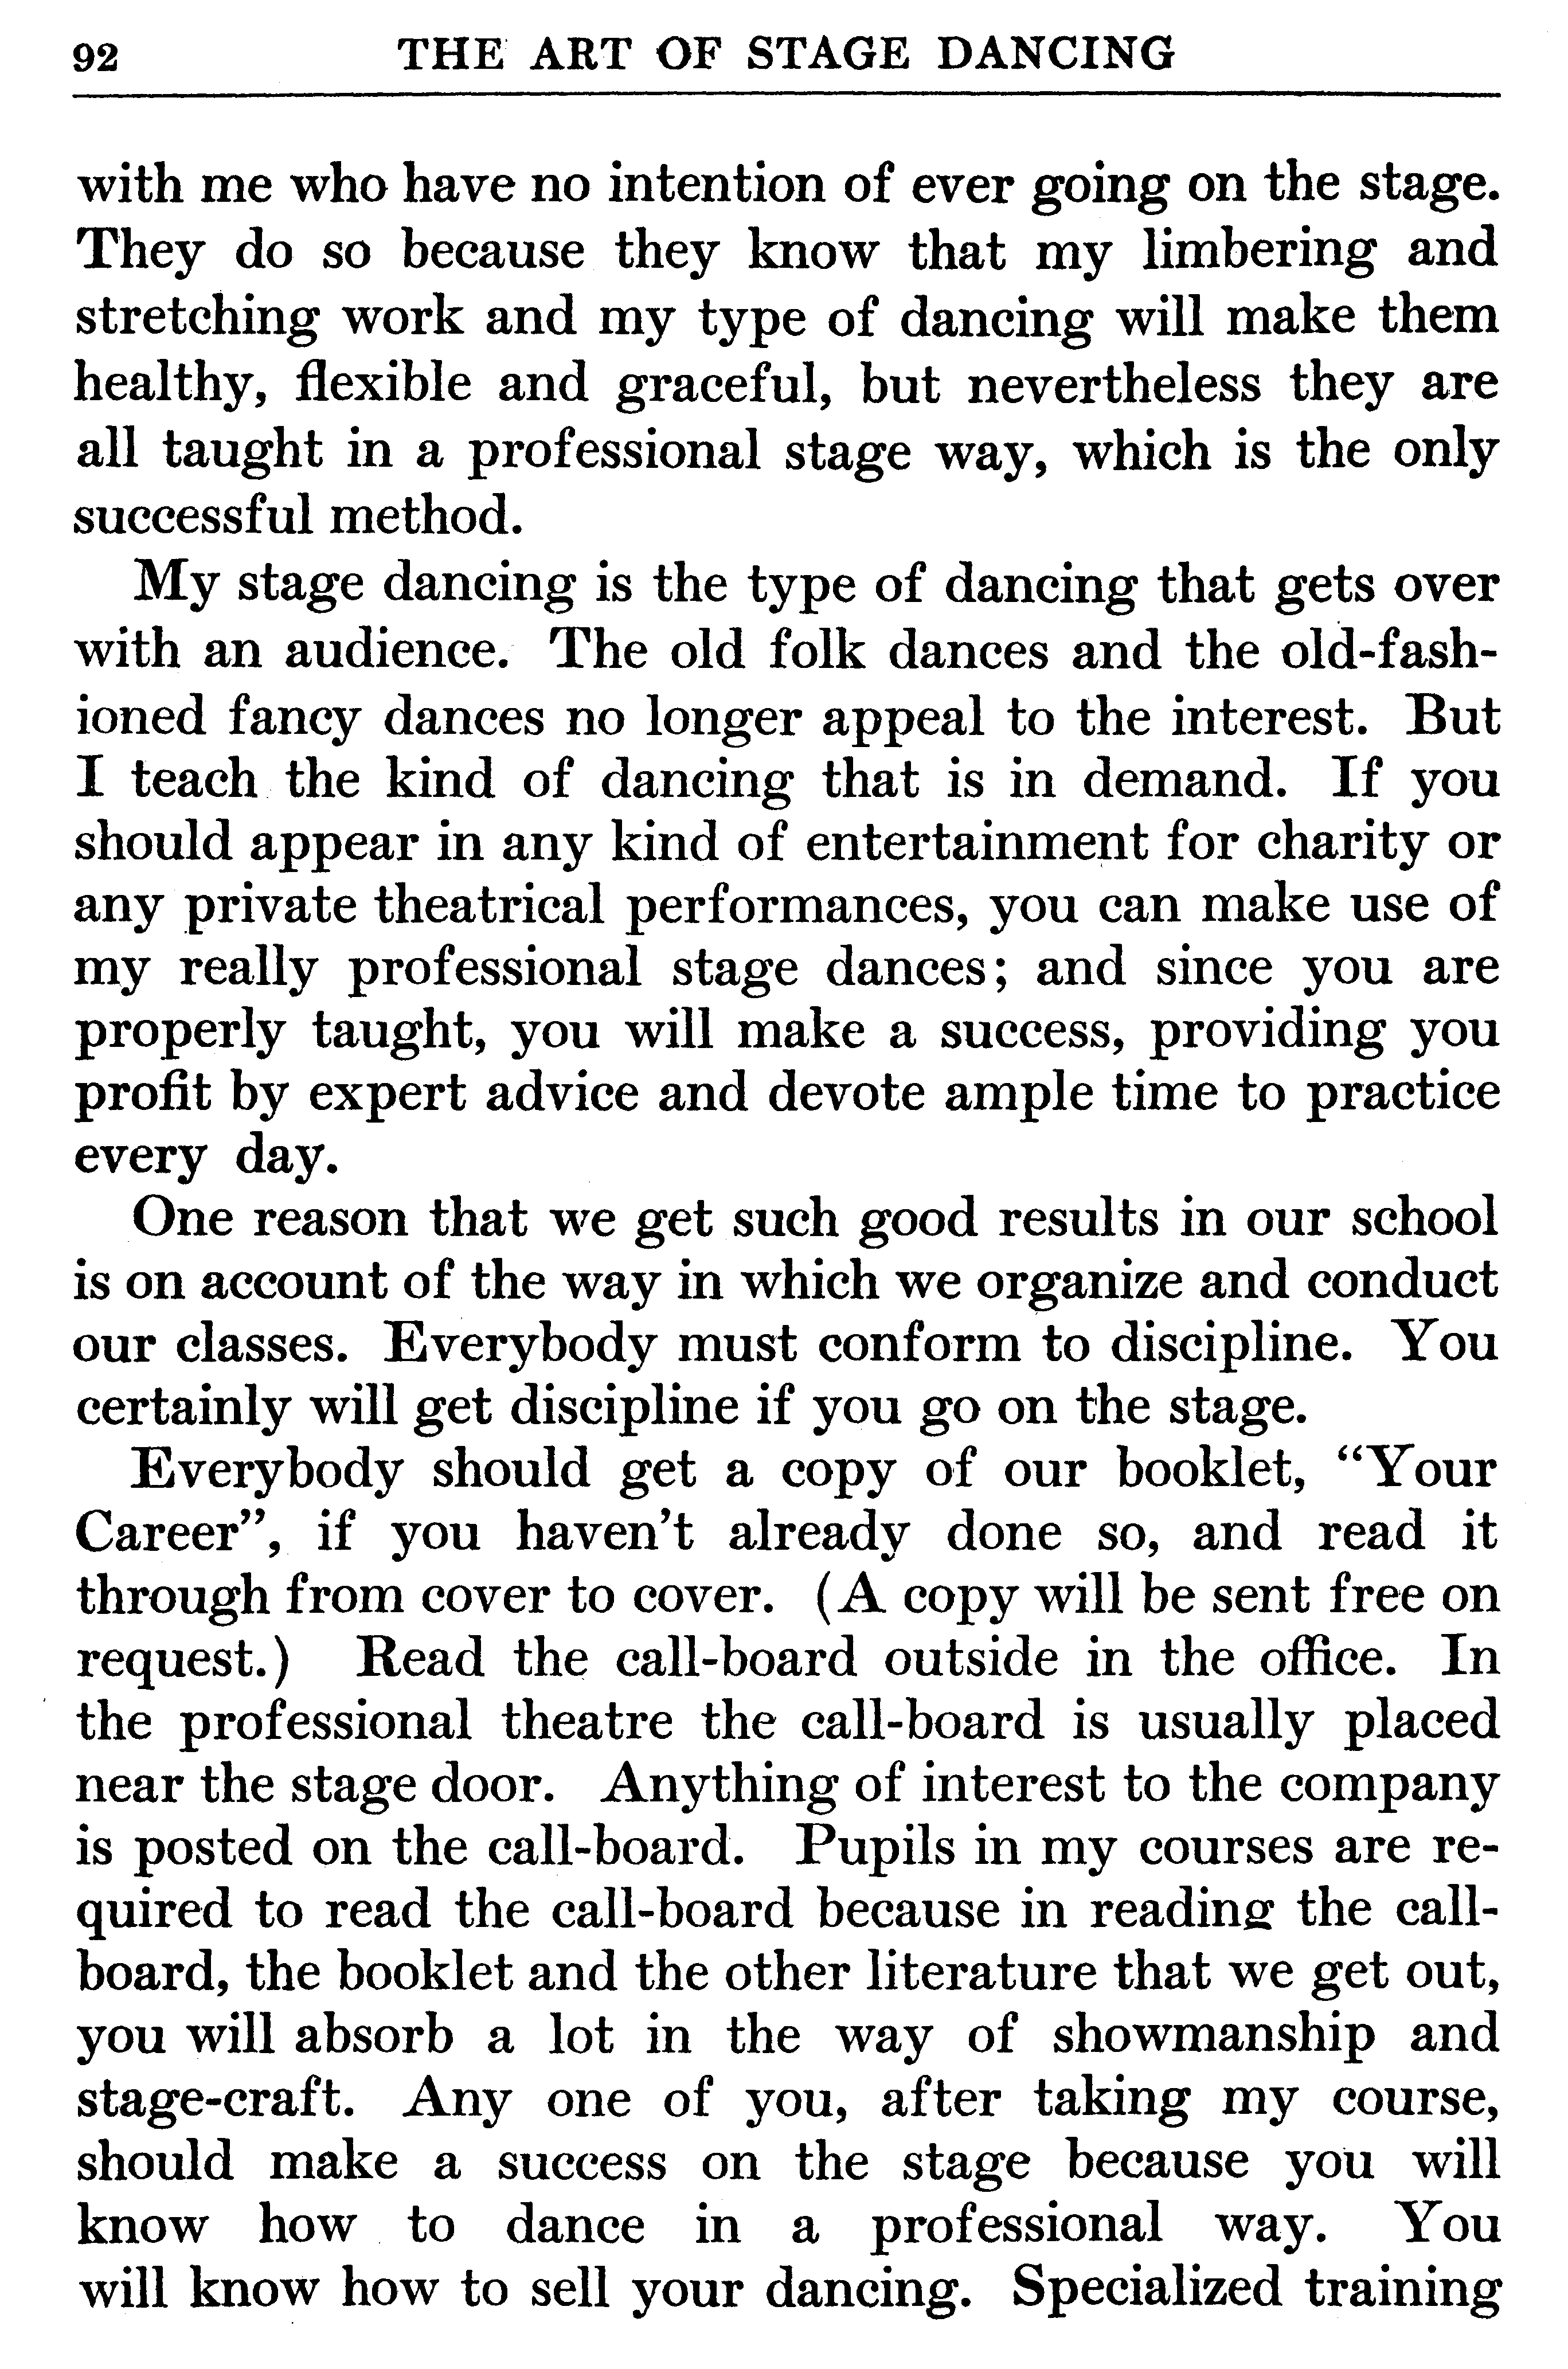 92 THE ART OF STAGE DANCING
with me who have no intention of ever going on the stage.
They do so because they know that my limbering and
stretching work and my type of dancing will make them
healthy, flexible and graceful, but nevertheless they are
all taught in a professional stage way, which is the only
successful method.
My stage dancing is the type of dancing that gets over
with an audience. The old folk dances and the old-fash-
ioned fancy dances no longer appeal to the interest. But
I teach the kind of dancing that is in demand. If you
should appear in any kind of entertainment for charity or
any private theatrical performances, you can make use of
my really professional stage dances; and since you are
properly taught, you will make a success, providing you
profit by expert advice and devote ample time to practice
every day.
One reason that we get such good results in our school
is on account of the way in which we organize and conduct
our classes. Everybody must conform to discipline. You
certainly will get discipline if you go on the stage.
Everybody should get a copy of our booklet, “Your
Career”, if you haven't already done so, and read it
through from cover to cover. (A copy will be sent free on
request.) Read the call-board outside in the office. In
the professional theatre the call-board is usually placed
near the stage door. Anything of interest to the company
is posted on the call-board. Pupils in my courses are re-
quired to read the call-board because in reading the call-
board, the booklet and the other literature that we get out,
you will absorb a lot in the way of showmanship and
stage-craft. Any one of you, after taking my course,
should make a success on the stage because you will
know how to dance in a professional way. You
will know how to sell your dancing. Specialized training